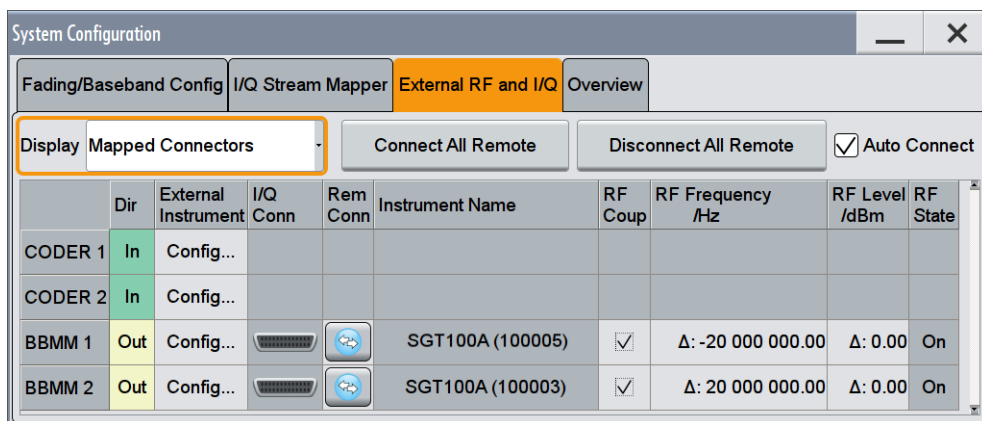 System Configuration
Fading/Baseband Config I/Q Stream Mapper External RF and I/Q Overview
Display Mapped Connectors Connect All Remote Disconnect All Remote Auto Connect
Dir External Instrument I/Q Conn Rem Conn Instrument Name RF Coup RF Frequency /Hz RF Level /dBm RF State
CODER 1 In Config...
CODER 2 In Config...
BBMM 1 Out Config... SGT100A (100005) Δ: -20 000 000.00 Δ: 0.00 On
BBMM 2 Out Config... SGT100A (100003) Δ: 20 000 000.00 Δ: 0.00 On